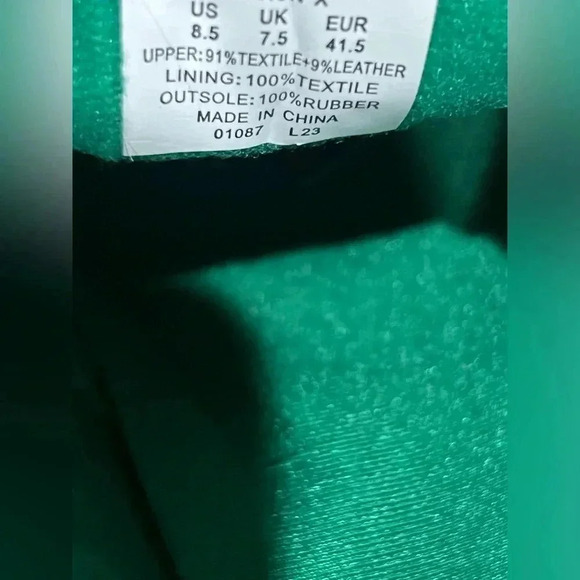 US UK EUR
8.5 7.5 41.5
UPPER:91%TEXTILE+9%LEATHER
LINING:100%TEXTILE
OUTSOLE:100%RUBBER
MADE IN CHINA
01087 L23